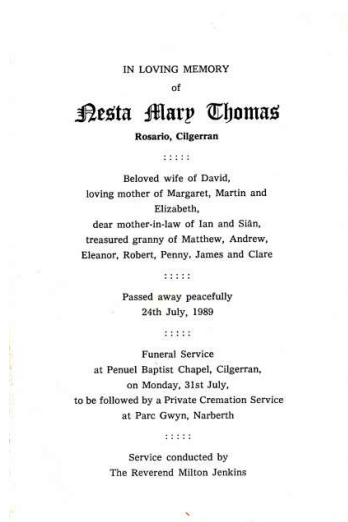 IN LOVING MEMORY
of
Nesta Mary Thomas
Rosario, Cilgerran
: : : : :
Beloved wife of David,
loving mother of Margaret, Martin and
Elizabeth,
dear mother-in-law of Ian and Siân,
treasured granny of Matthew, Andrew,
Eleanor, Robert, Penny, James and Clare
: : : : :
Passed away peacefully
24th July, 1989
: : : : :
Funeral Service
at Penuel Baptist Chapel, Cilgerran,
on Monday, 31st July,
to be followed by a Private Cremation Service
at Parc Gwyn, Narberth
: : : : :
Service conducted by
The Reverend Milton Jenkins